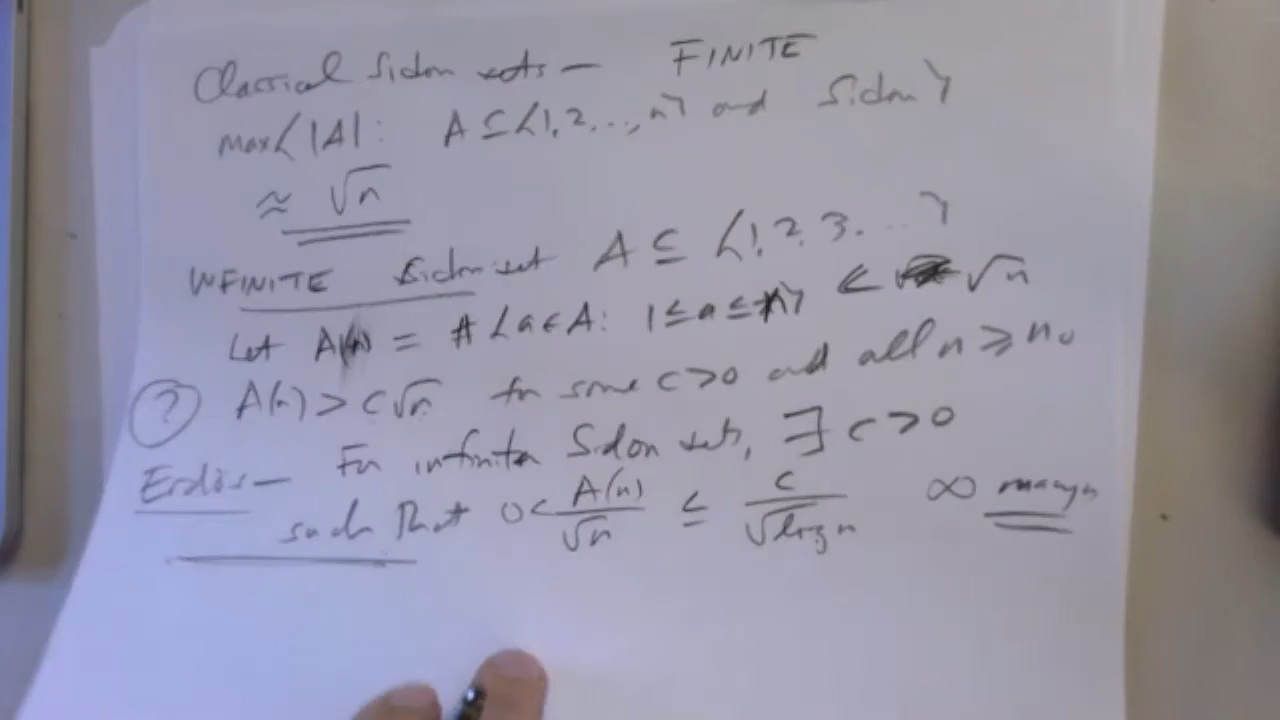 Classical Sidon sets — FINITE
max{|A| : A ⊆ {1,2,...,n} and Sidon}
≈ √n
INFINITE Sidon set A ⊆ {1,2,3,...}
Let A(n) = #{a∈A: 1≤a≤n} < √n
? A(n) > c√n for some c>0 and all n ≥ n₀
Erdös — For infinite Sidon sets, ∃ c>0
such that 0 < A(n)/√n ≤ c/√log n ∞ many n